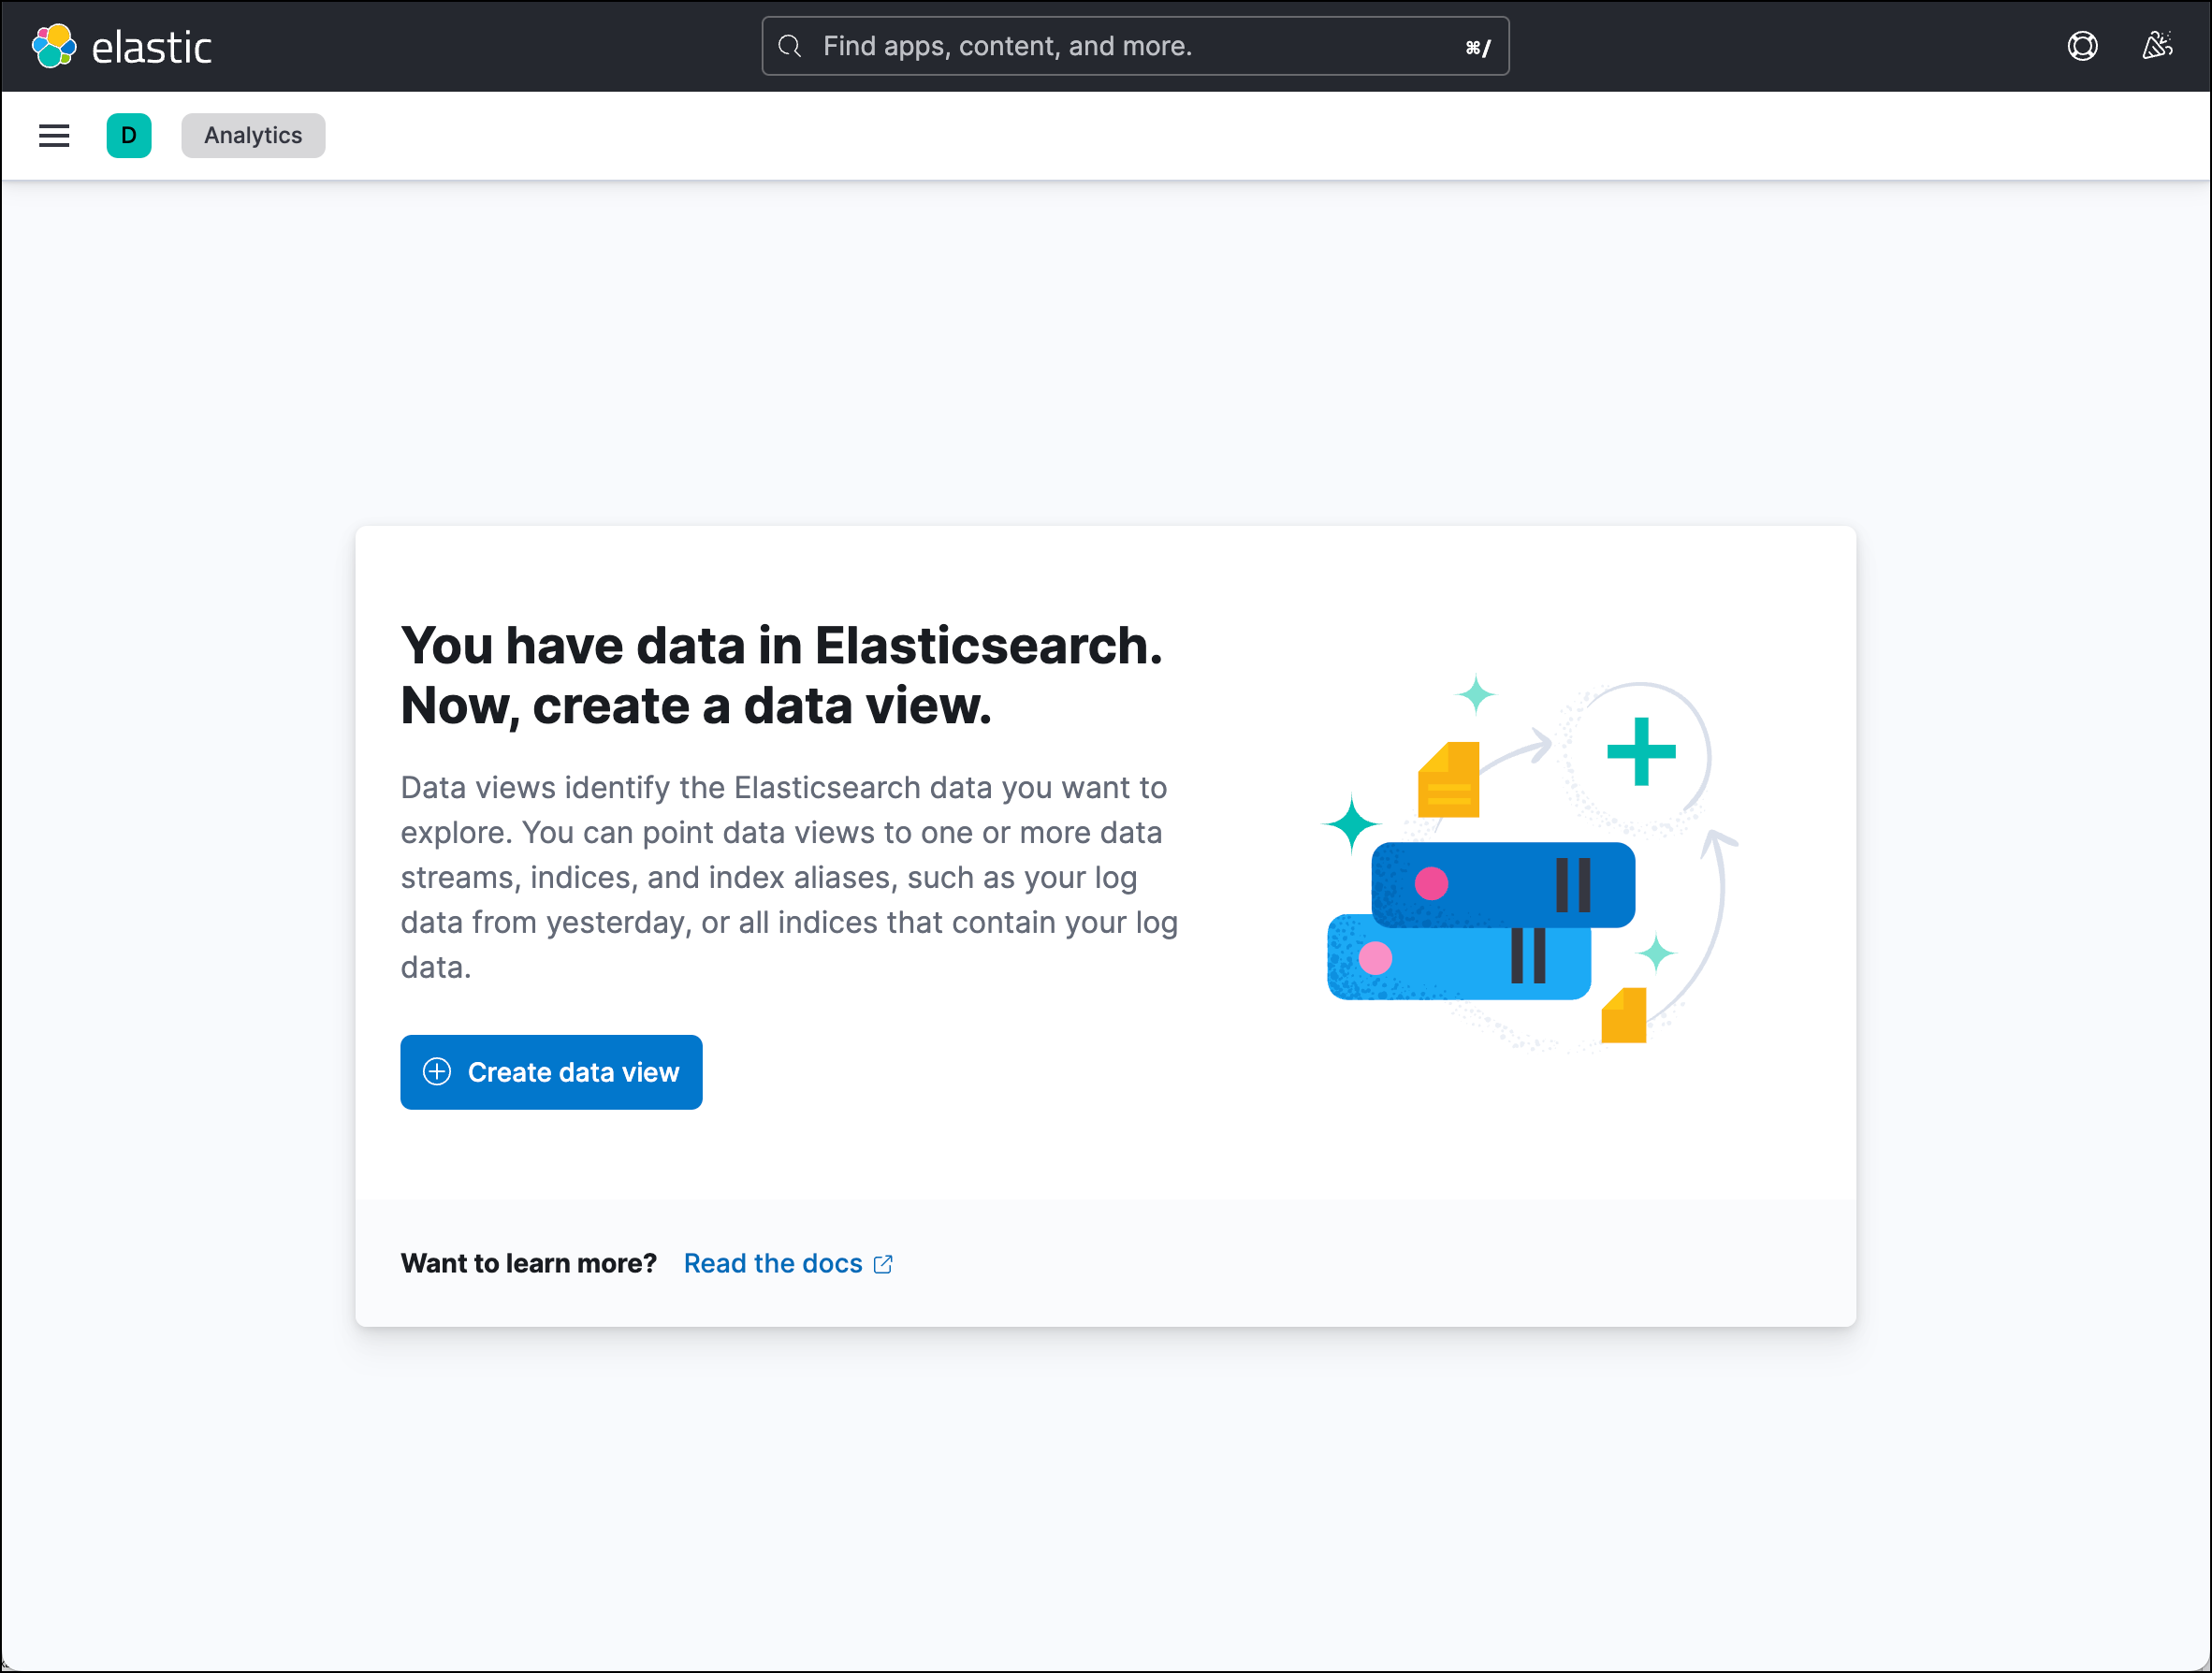 elastic
Find apps, content, and more.
⌘/
D
Analytics
You have data in Elasticsearch.
Now, create a data view.
Data views identify the Elasticsearch data you want to
explore. You can point data views to one or more data
streams, indices, and index aliases, such as your log
data from yesterday, or all indices that contain your log
data.
Create data view
Want to learn more? Read the docs